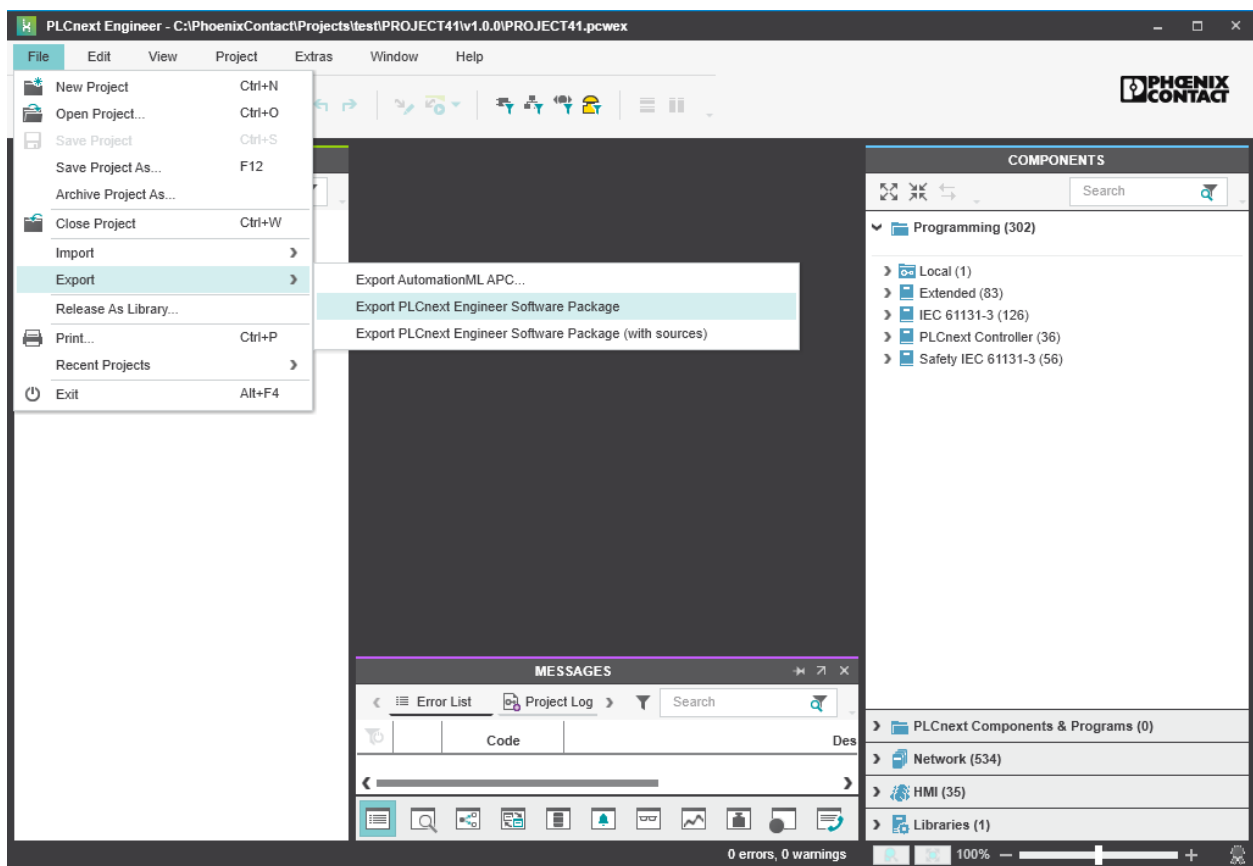 PLCnext Engineer - C:\PhoenixContact\Projects\test\PROJECT41\v1.0.0\PROJECT41.pcwex
File Edit View Project Extras Window Help
PHŒNIX
CONTACT
New Project Ctrl+N
Open Project... Ctrl+O
Save Project Ctrl+S
Save Project As... F12
Archive Project As...
Close Project Ctrl+W
Import
Export
Release As Library...
Print... Ctrl+P
Recent Projects
Exit Alt+F4
Export AutomationML APC...
Export PLCnext Engineer Software Package
Export PLCnext Engineer Software Package (with sources)
COMPONENTS
Search
Programming (302)
Local (1)
Extended (83)
IEC 61131-3 (126)
PLCnext Controller (36)
Safety IEC 61131-3 (56)
PLCnext Components & Programs (0)
Network (534)
HMI (35)
Libraries (1)
MESSAGES
Error List Project Log Search
Code Des
0 errors, 0 warnings 100%